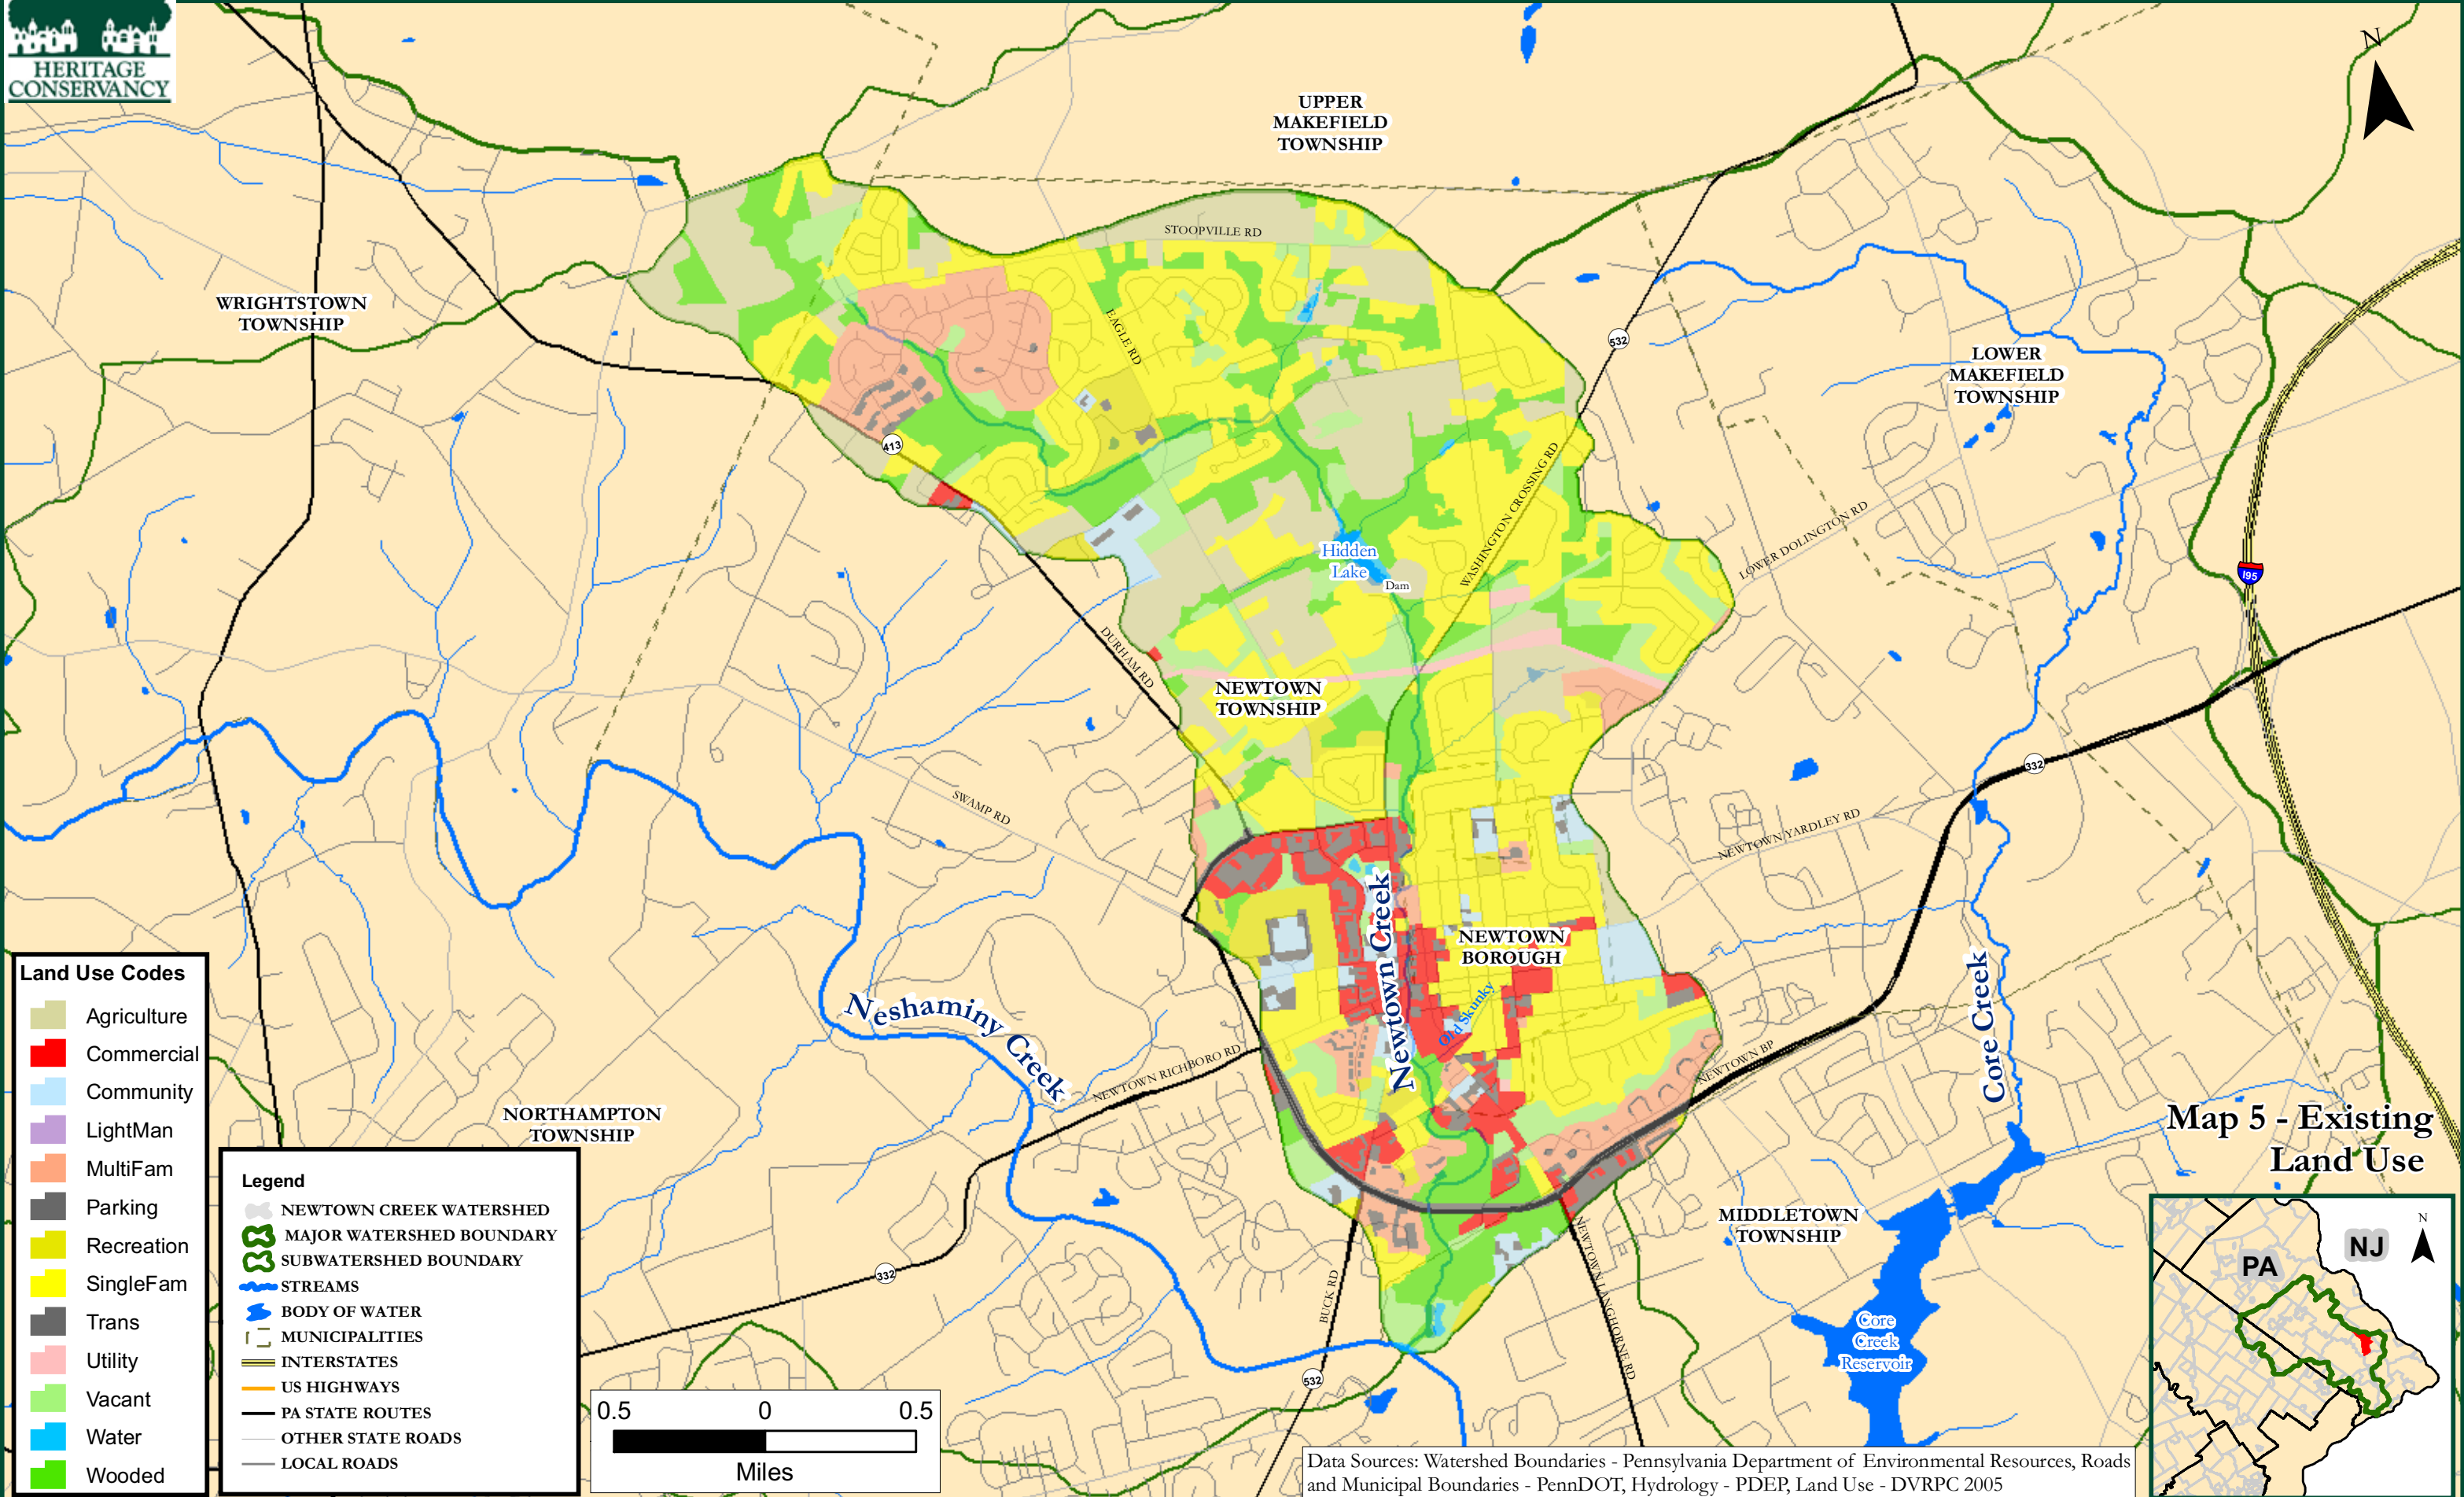 HERITAGE
CONSERVANCY
N
UPPER
MAKEFIELD
TOWNSHIP
STOOPVILLE RD
WRIGHTSTOWN
TOWNSHIP
EAGLE RD
532
LOWER
MAKEFIELD
TOWNSHIP
413
WASHINGTON CROSSING RD
LOWER DOLINGTON RD
Hidden
Lake
Dam
I95
DURHAM RD
NEWTOWN
TOWNSHIP
332
SWAMP RD
NEWTOWN YARDLEY RD
NEWTOWN
BOROUGH
Newtown Creek
Old Skunky
Neshaminy Creek
Core Creek
NEWTOWN RICHBORO RD
NEWTOWN BP
NORTHAMPTON
TOWNSHIP
Map 5 - Existing
Land Use
MIDDLETOWN
TOWNSHIP
332
BUCK RD
NEWTOWN LANGHORNE RD
Core
Creek
Reservoir
532
Land Use Codes
Agriculture
Commercial
Community
LightMan
MultiFam
Parking
Recreation
SingleFam
Trans
Utility
Vacant
Water
Wooded
Legend
NEWTOWN CREEK WATERSHED
MAJOR WATERSHED BOUNDARY
SUBWATERSHED BOUNDARY
STREAMS
BODY OF WATER
MUNICIPALITIES
INTERSTATES
US HIGHWAYS
PA STATE ROUTES
OTHER STATE ROADS
LOCAL ROADS
0.5 0 0.5
Miles
Data Sources: Watershed Boundaries - Pennsylvania Department of Environmental Resources, Roads
and Municipal Boundaries - PennDOT, Hydrology - PDEP, Land Use - DVRPC 2005
PA
NJ
N